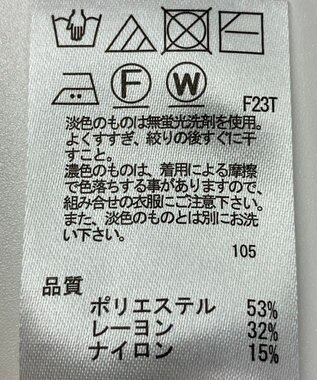 F
W
F23T
淡色のものは無蛍光洗剤を使用。
よくすすぎ、絞りの後すぐに干
すこと。
濃色のものは、着用による摩擦
で色落ちする事がありますので、
組み合せの衣服にご注意下さい。
また、淡色のものとは別にお洗
い下さい。
105
品質
ポリエステル 53%
レーヨン 32%
ナイロン 15%